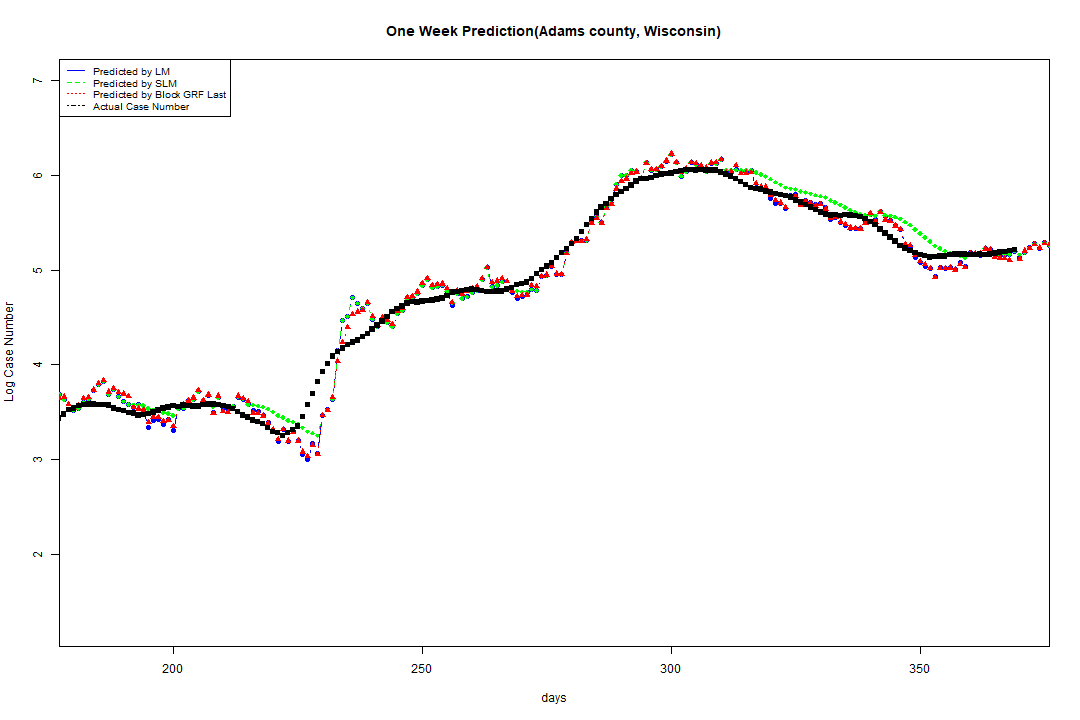 One Week Prediction(Adams county, Wisconsin)
Predicted by LM
Predicted by SLM
Predicted by Block GRF Last
Actual Case Number
7
6
5
4
3
2
Log Case Number
200
250
300
350
days